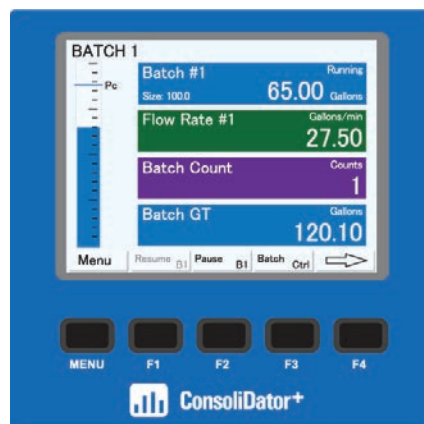 BATCH 1
Pc
Batch #1 Running
Size: 100.0 65.00 Gallons
Flow Rate #1 Gallons/min
27.50
Batch Count Counts
1
Batch GT Gallons
120.10
Menu Resume B1 Pause B1 Batch Ctrl
MENU F1 F2 F3 F4
ConsoliDator+